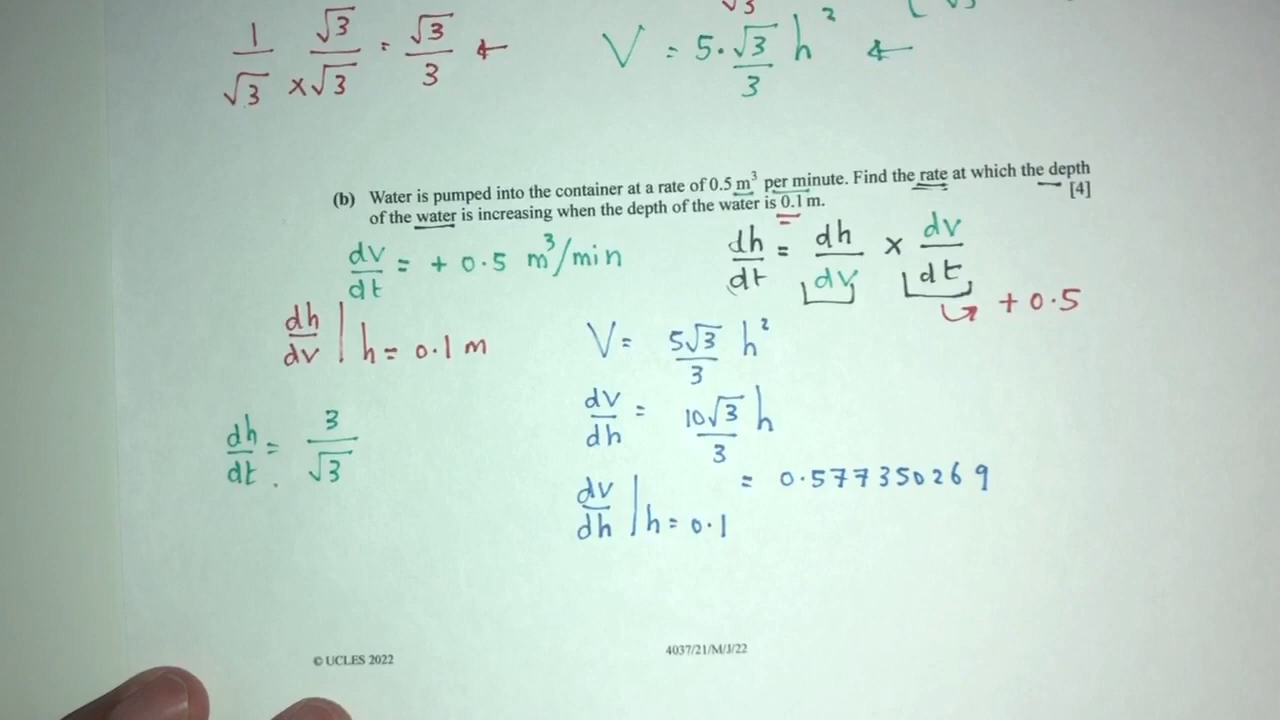 1/√3 × √3/√3 = √3/3 ←
V = 5·√3/3 h² ←
(b) Water is pumped into the container at a rate of 0.5 m³ per minute. Find the rate at which the depth
of the water is increasing when the depth of the water is 0.1 m. [4]
dv/dt = + 0.5 m³/min
dh/dt = dh/dv × dv/dt
↳ + 0.5
dh/dv | h = 0.1 m
V = 5√3/3 h²
dv/dh = 10√3/3 h
dh/dt = 3/√3
dv/dh | h = 0.1 = 0.577350269
© UCLES 2022
4037/21/M/J/22